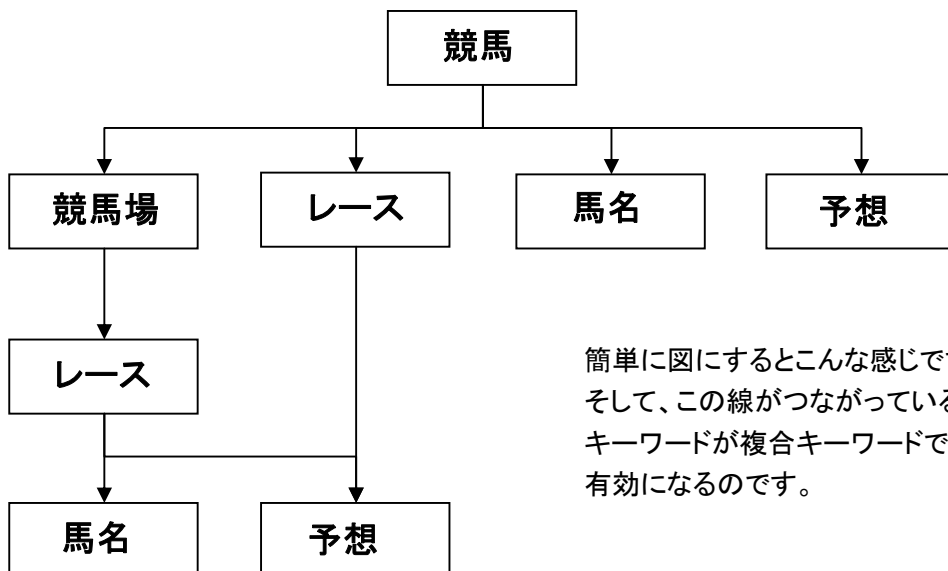 競馬
競馬場
レース
馬名
予想
レース
簡単に図にするとこんな感じで
そして、この線がつながっている
キーワードが複合キーワードで
有効になるのです。
馬名
予想